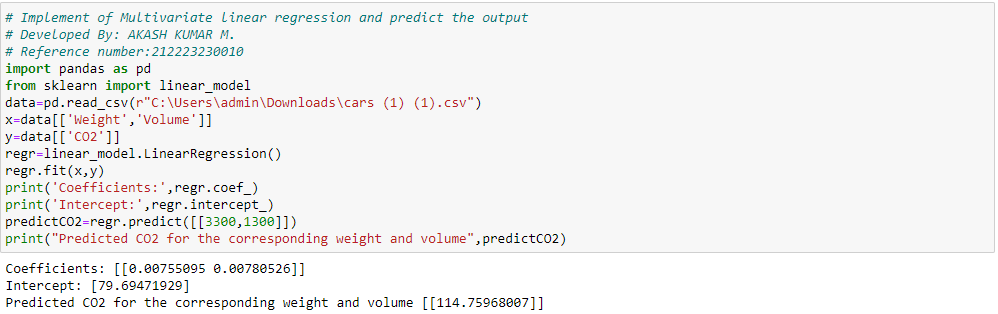 # Implement of Multivariate linear regression and predict the output
# Developed By: AKASH KUMAR M.
# Reference number:212223230010
import pandas as pd
from sklearn import linear_model
data=pd.read_csv(r"C:\Users\admin\Downloads\cars (1) (1).csv")
x=data[['Weight','Volume']]
y=data[['CO2']]
regr=linear_model.LinearRegression()
regr.fit(x,y)
print('Coefficients:',regr.coef_)
print('Intercept:',regr.intercept_)
predictCO2=regr.predict([[3300,1300]])
print("Predicted CO2 for the corresponding weight and volume",predictCO2)
Coefficients: [[0.00755095 0.00780526]]
Intercept: [79.69471929]
Predicted CO2 for the corresponding weight and volume [[114.75968007]]